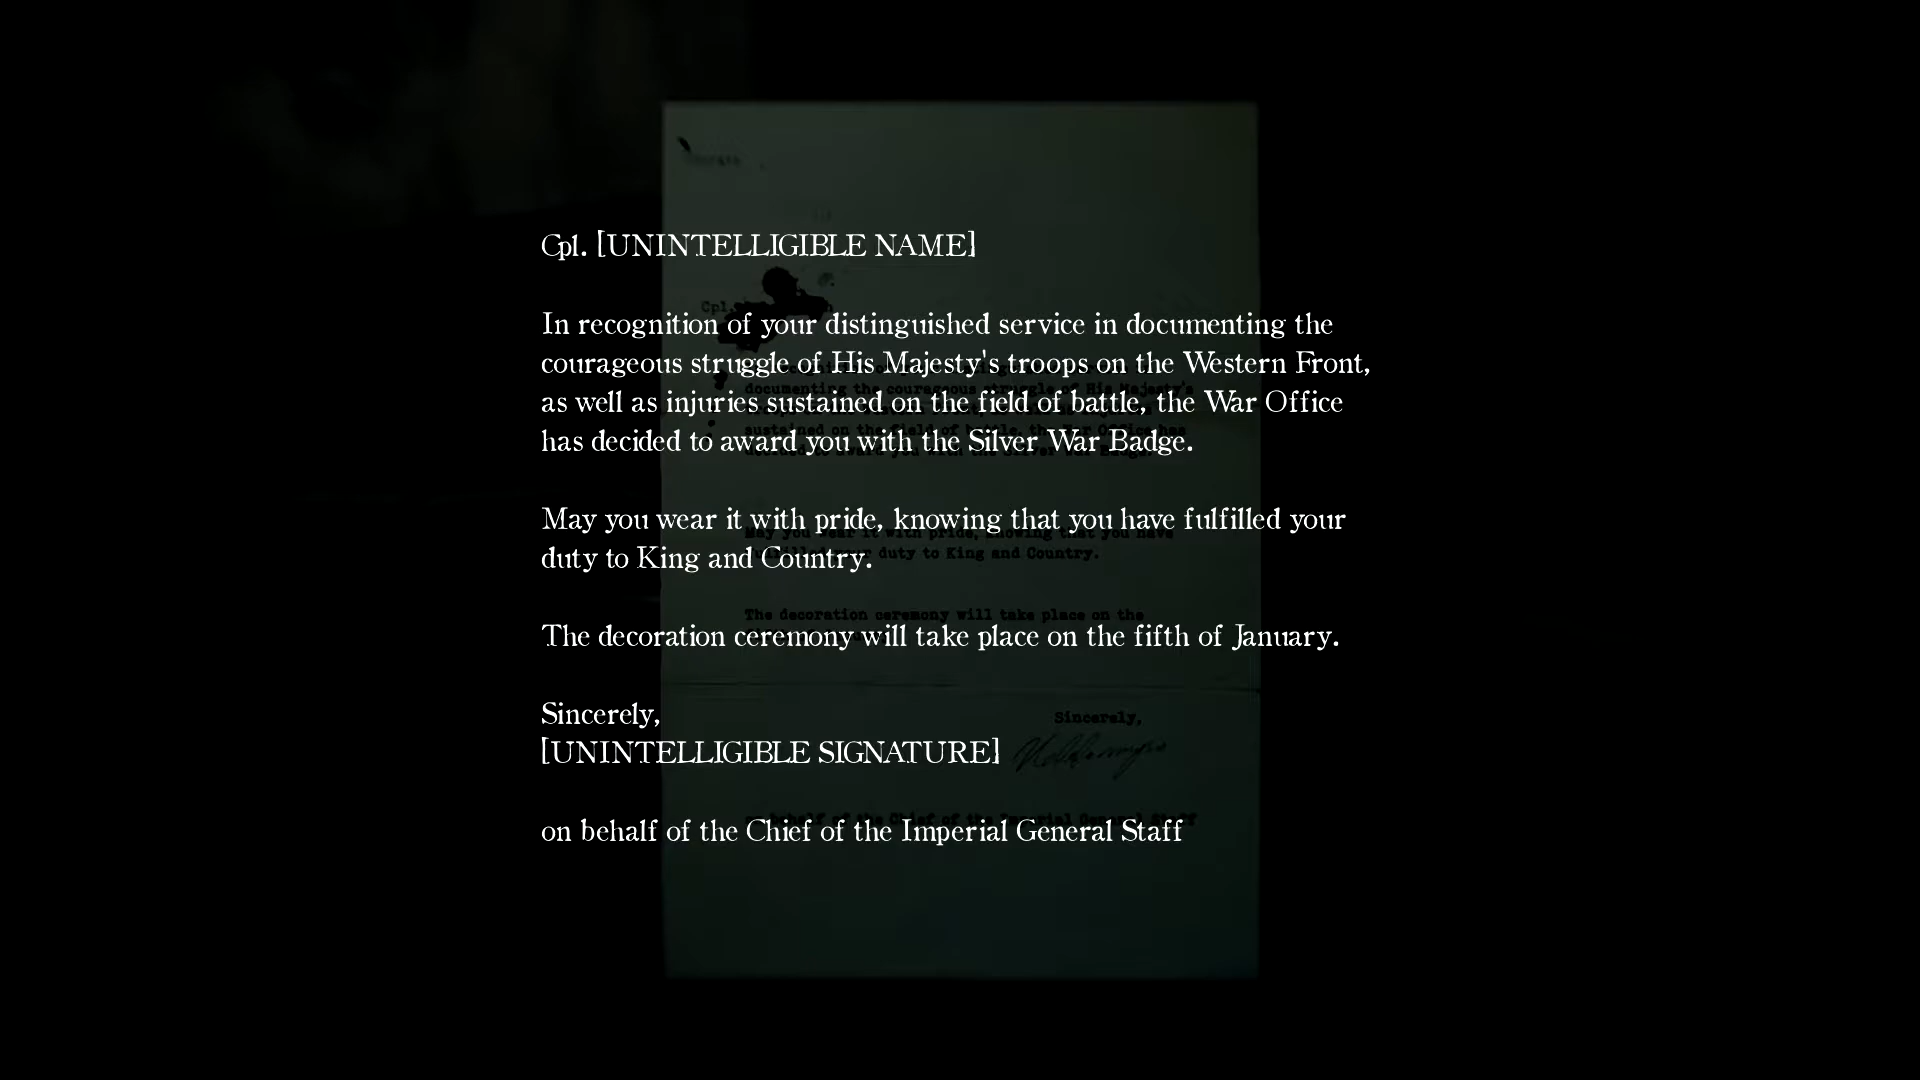 Cpl. [UNINTELLIGIBLE NAME]
In recognition of your distinguished service in documenting the
courageous struggle of His Majesty's troops on the Western Front,
as well as injuries sustained on the field of battle, the War Office
has decided to award you with the Silver War Badge.
May you wear it with pride, knowing that you have fulfilled your
duty to King and Country.
The decoration ceremony will take place on the fifth of January.
Sincerely,
[UNINTELLIGIBLE SIGNATURE]
on behalf of the Chief of the Imperial General Staff